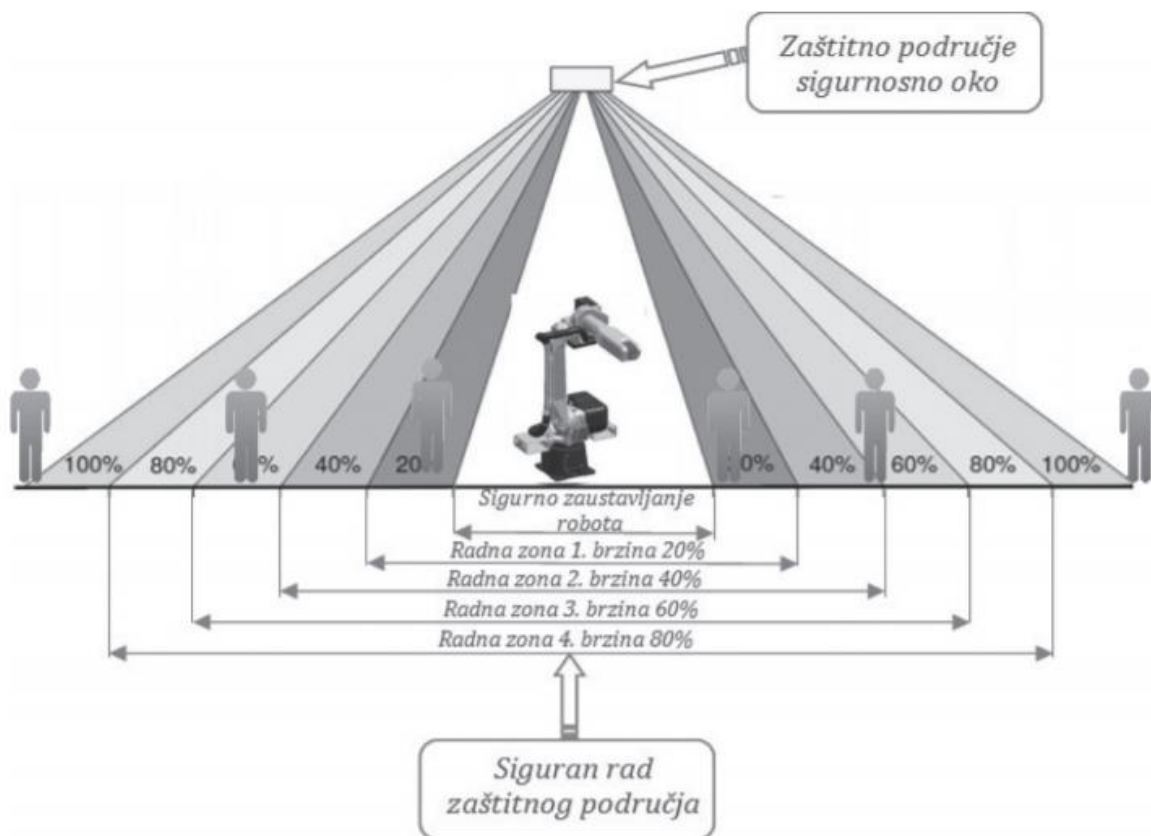 Zaštitno područje
sigurnosno oko
100% 80% 40% 40% 60% 80% 100%
Sigurno zaustavljanje
robota
Radna zona 1. brzina 20%
Radna zona 2. brzina 40%
Radna zona 3. brzina 60%
Radna zona 4. brzina 80%
Siguran rad
zaštitnog područja